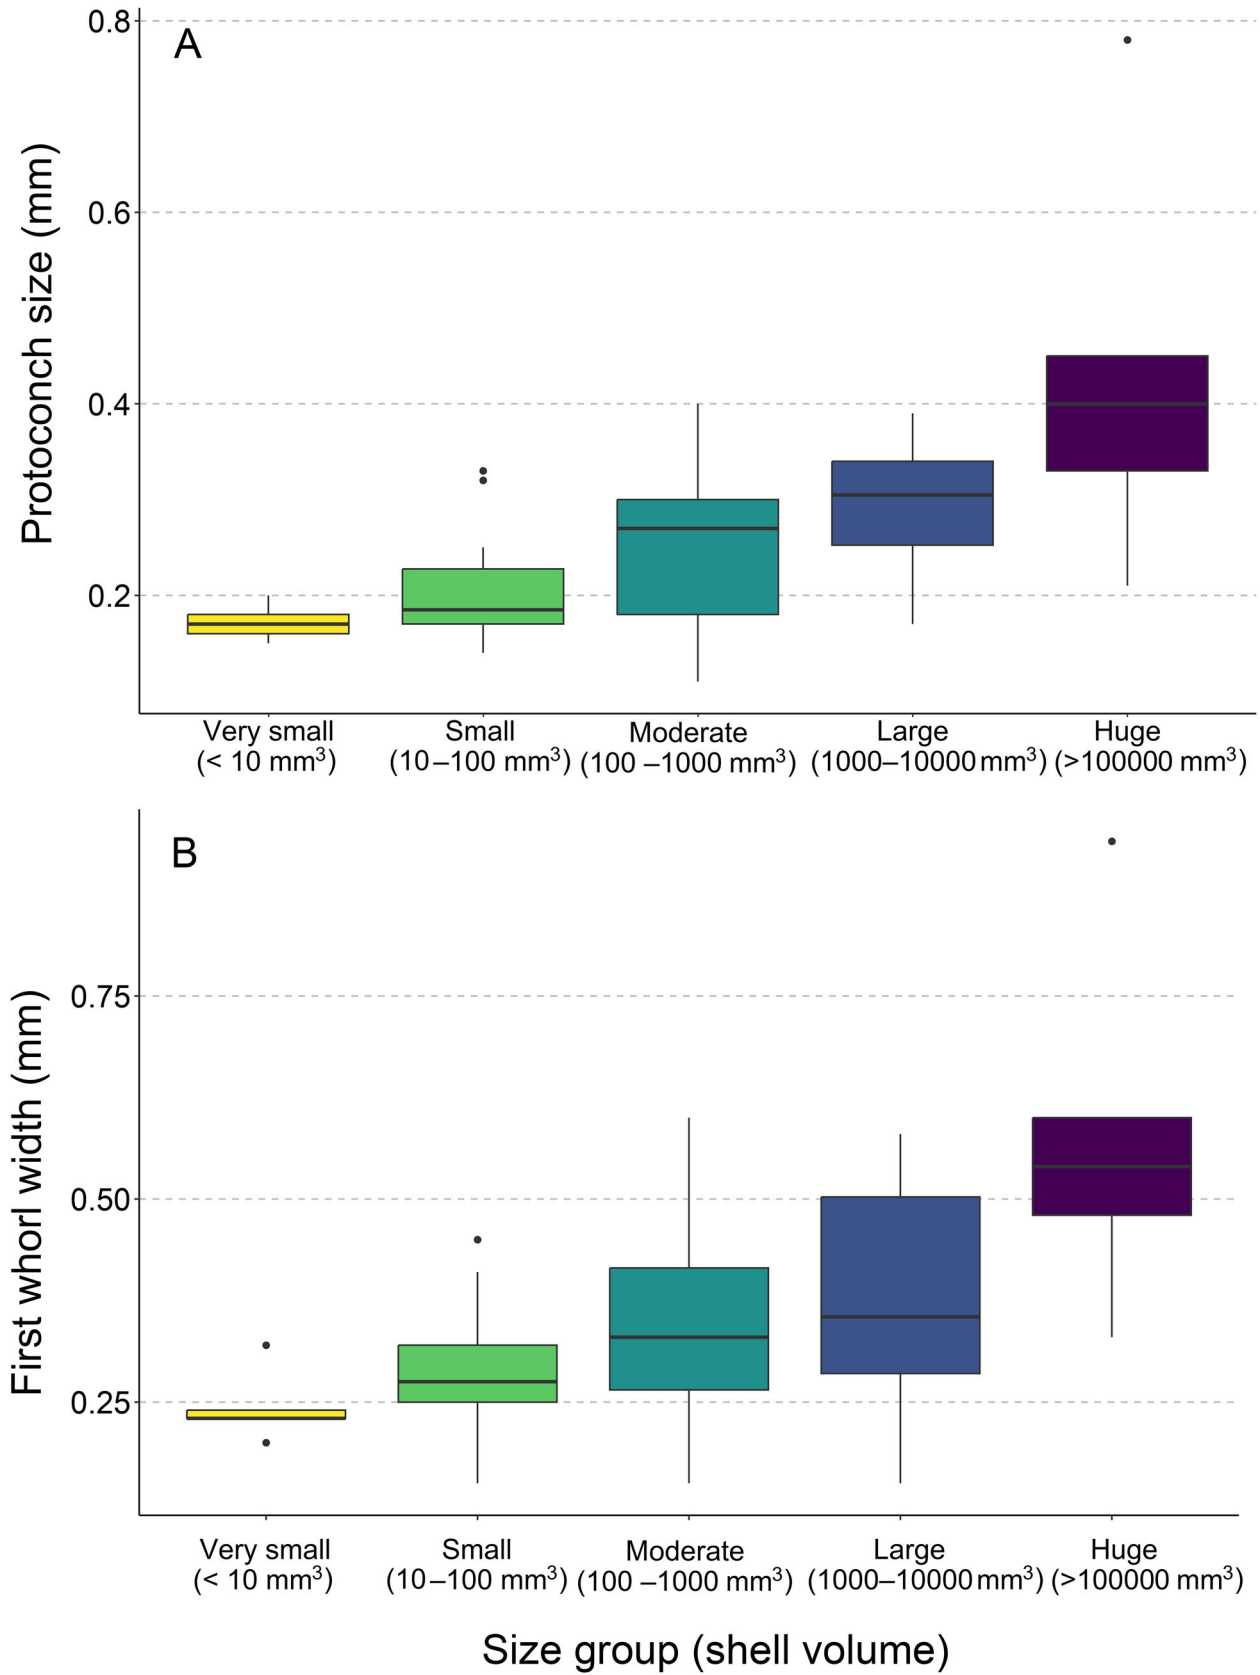 A
Protoconch size (mm)
0.8
0.6
0.4
0.2
Very small Small Moderate Large Huge
(< 10 mm³) (10–100 mm³) (100 –1000 mm³) (1000–10000 mm³) (>100000 mm³)
B
First whorl width (mm)
0.75
0.50
0.25
Very small Small Moderate Large Huge
(< 10 mm³) (10–100 mm³) (100 –1000 mm³) (1000–10000 mm³) (>100000 mm³)
Size group (shell volume)